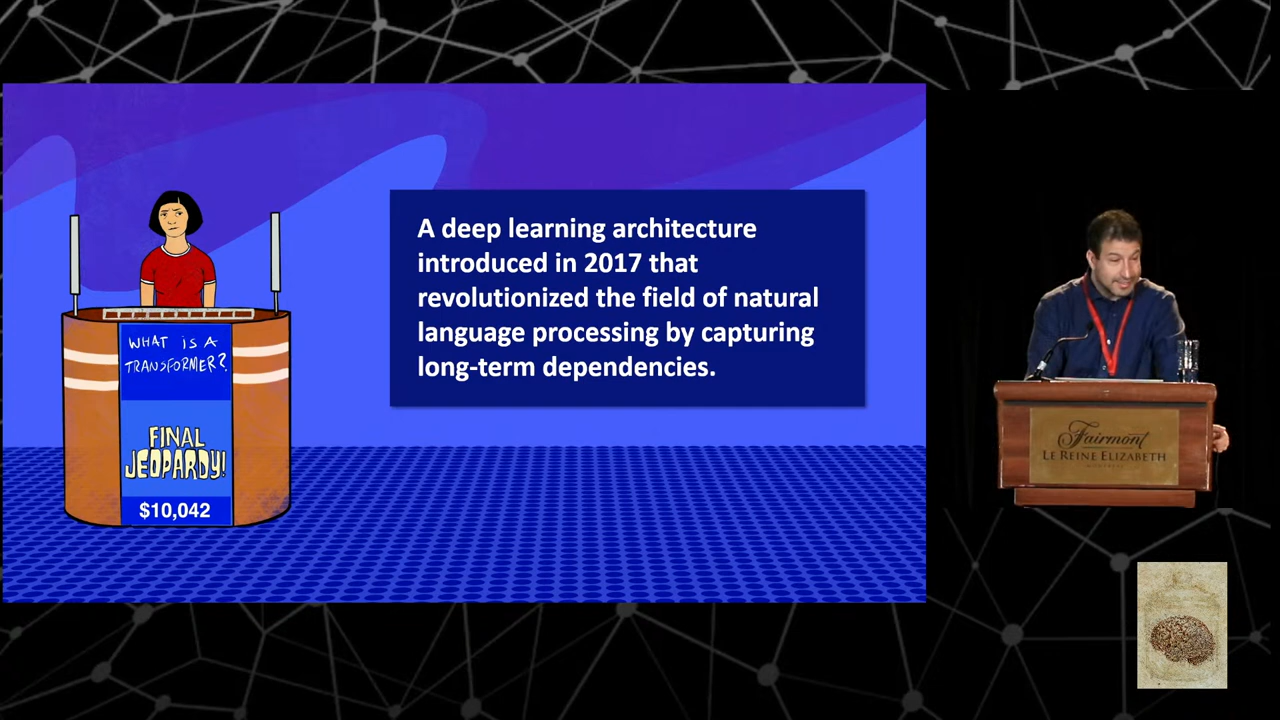 A deep learning architecture
introduced in 2017 that
revolutionized the field of natural
language processing by capturing
long-term dependencies.
WHAT IS A
TRANSFORMER?
FINAL
JEOPARDY!
$10,042
Fairmont
LE REINE ELIZABETH